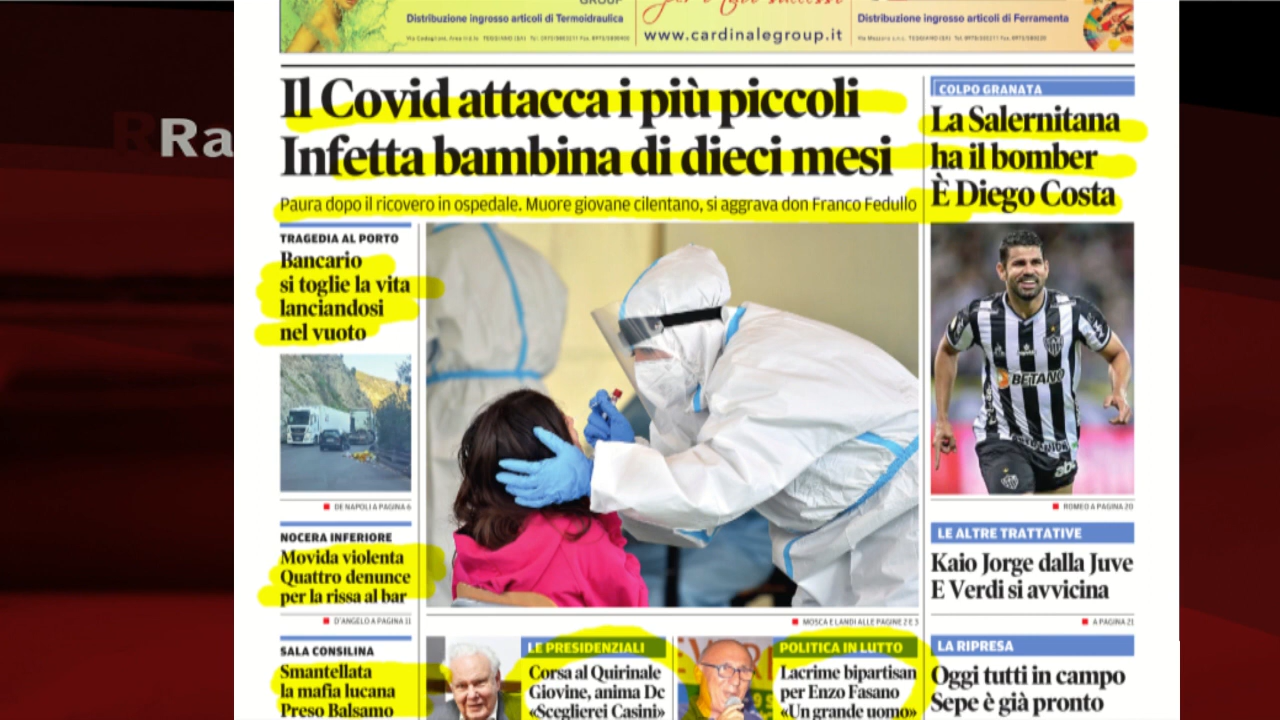 GROUP
Distribuzione ingrosso articoli di Termoidraulica
www.cardinalegroup.it
Distribuzione ingrosso articoli di Ferramenta
RRa
Il Covid attacca i più piccoli
Infetta bambina di dieci mesi
Paura dopo il ricovero in ospedale. Muore giovane cilentano, si aggrava don Franco Fedullo
COLPO GRANATA
La Salernitana
ha il bomber
È Diego Costa
TRAGEDIA AL PORTO
Bancario
si toglie la vita
lanciandosi
nel vuoto
BETANO
DE NAPOLI A PAGINA 6
ROMEO A PAGINA 20
NOCERA INFERIORE
Movida violenta
Quattro denunce
per la rissa al bar
D'ANGELO A PAGINA 11
LE ALTRE TRATTATIVE
Kaio Jorge dalla Juve
E Verdi si avvicina
MOSCA E LANDI ALLE PAGINE 2 E 3
A PAGINA 21
SALA CONSILINA
Smantellata
la mafia lucana
Preso Balsamo
LE PRESIDENZIALI
Corsa al Quirinale
Giovine, anima Dc
«Sceglierei Casini»
POLITICA IN LUTTO
Lacrime bipartisan
per Enzo Fasano
«Un grande uomo»
LA RIPRESA
Oggi tutti in campo
Sepe è già pronto